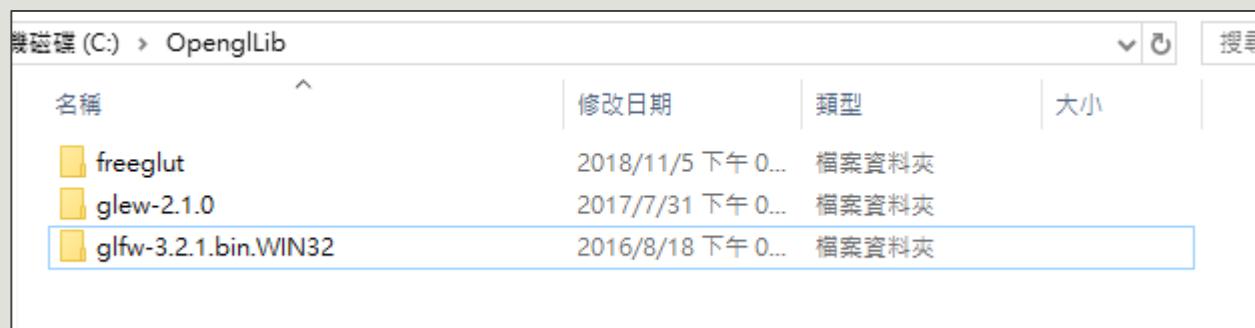 機磁碟 (C:) › OpenglLib 搜尋
名稱 修改日期 類型 大小
freeglut 2018/11/5 下午 0... 檔案資料夾
glew-2.1.0 2017/7/31 下午 0... 檔案資料夾
glfw-3.2.1.bin.WIN32 2016/8/18 下午 0... 檔案資料夾